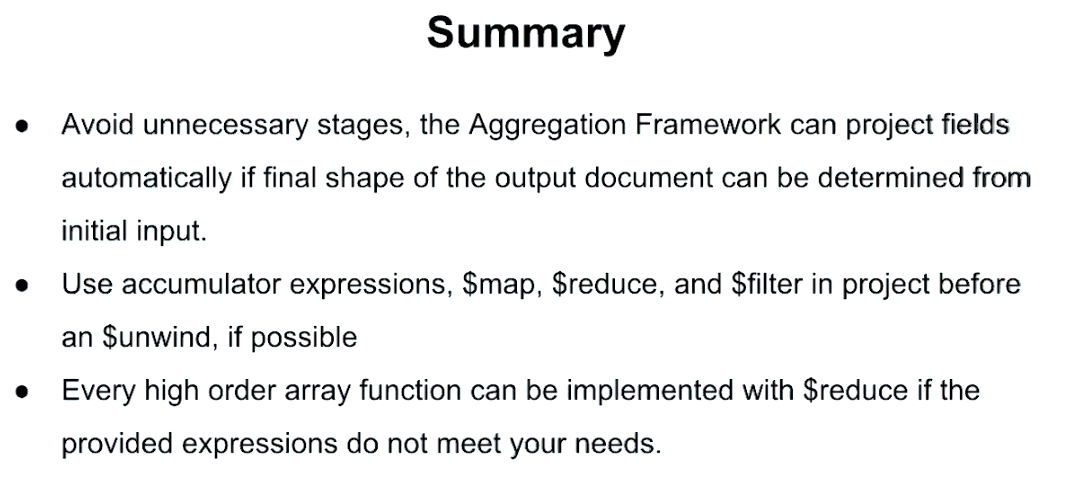 Summary
● Avoid unnecessary stages, the Aggregation Framework can project fields
automatically if final shape of the output document can be determined from
initial input.
● Use accumulator expressions, $map, $reduce, and $filter in project before
an $unwind, if possible
● Every high order array function can be implemented with $reduce if the
provided expressions do not meet your needs.